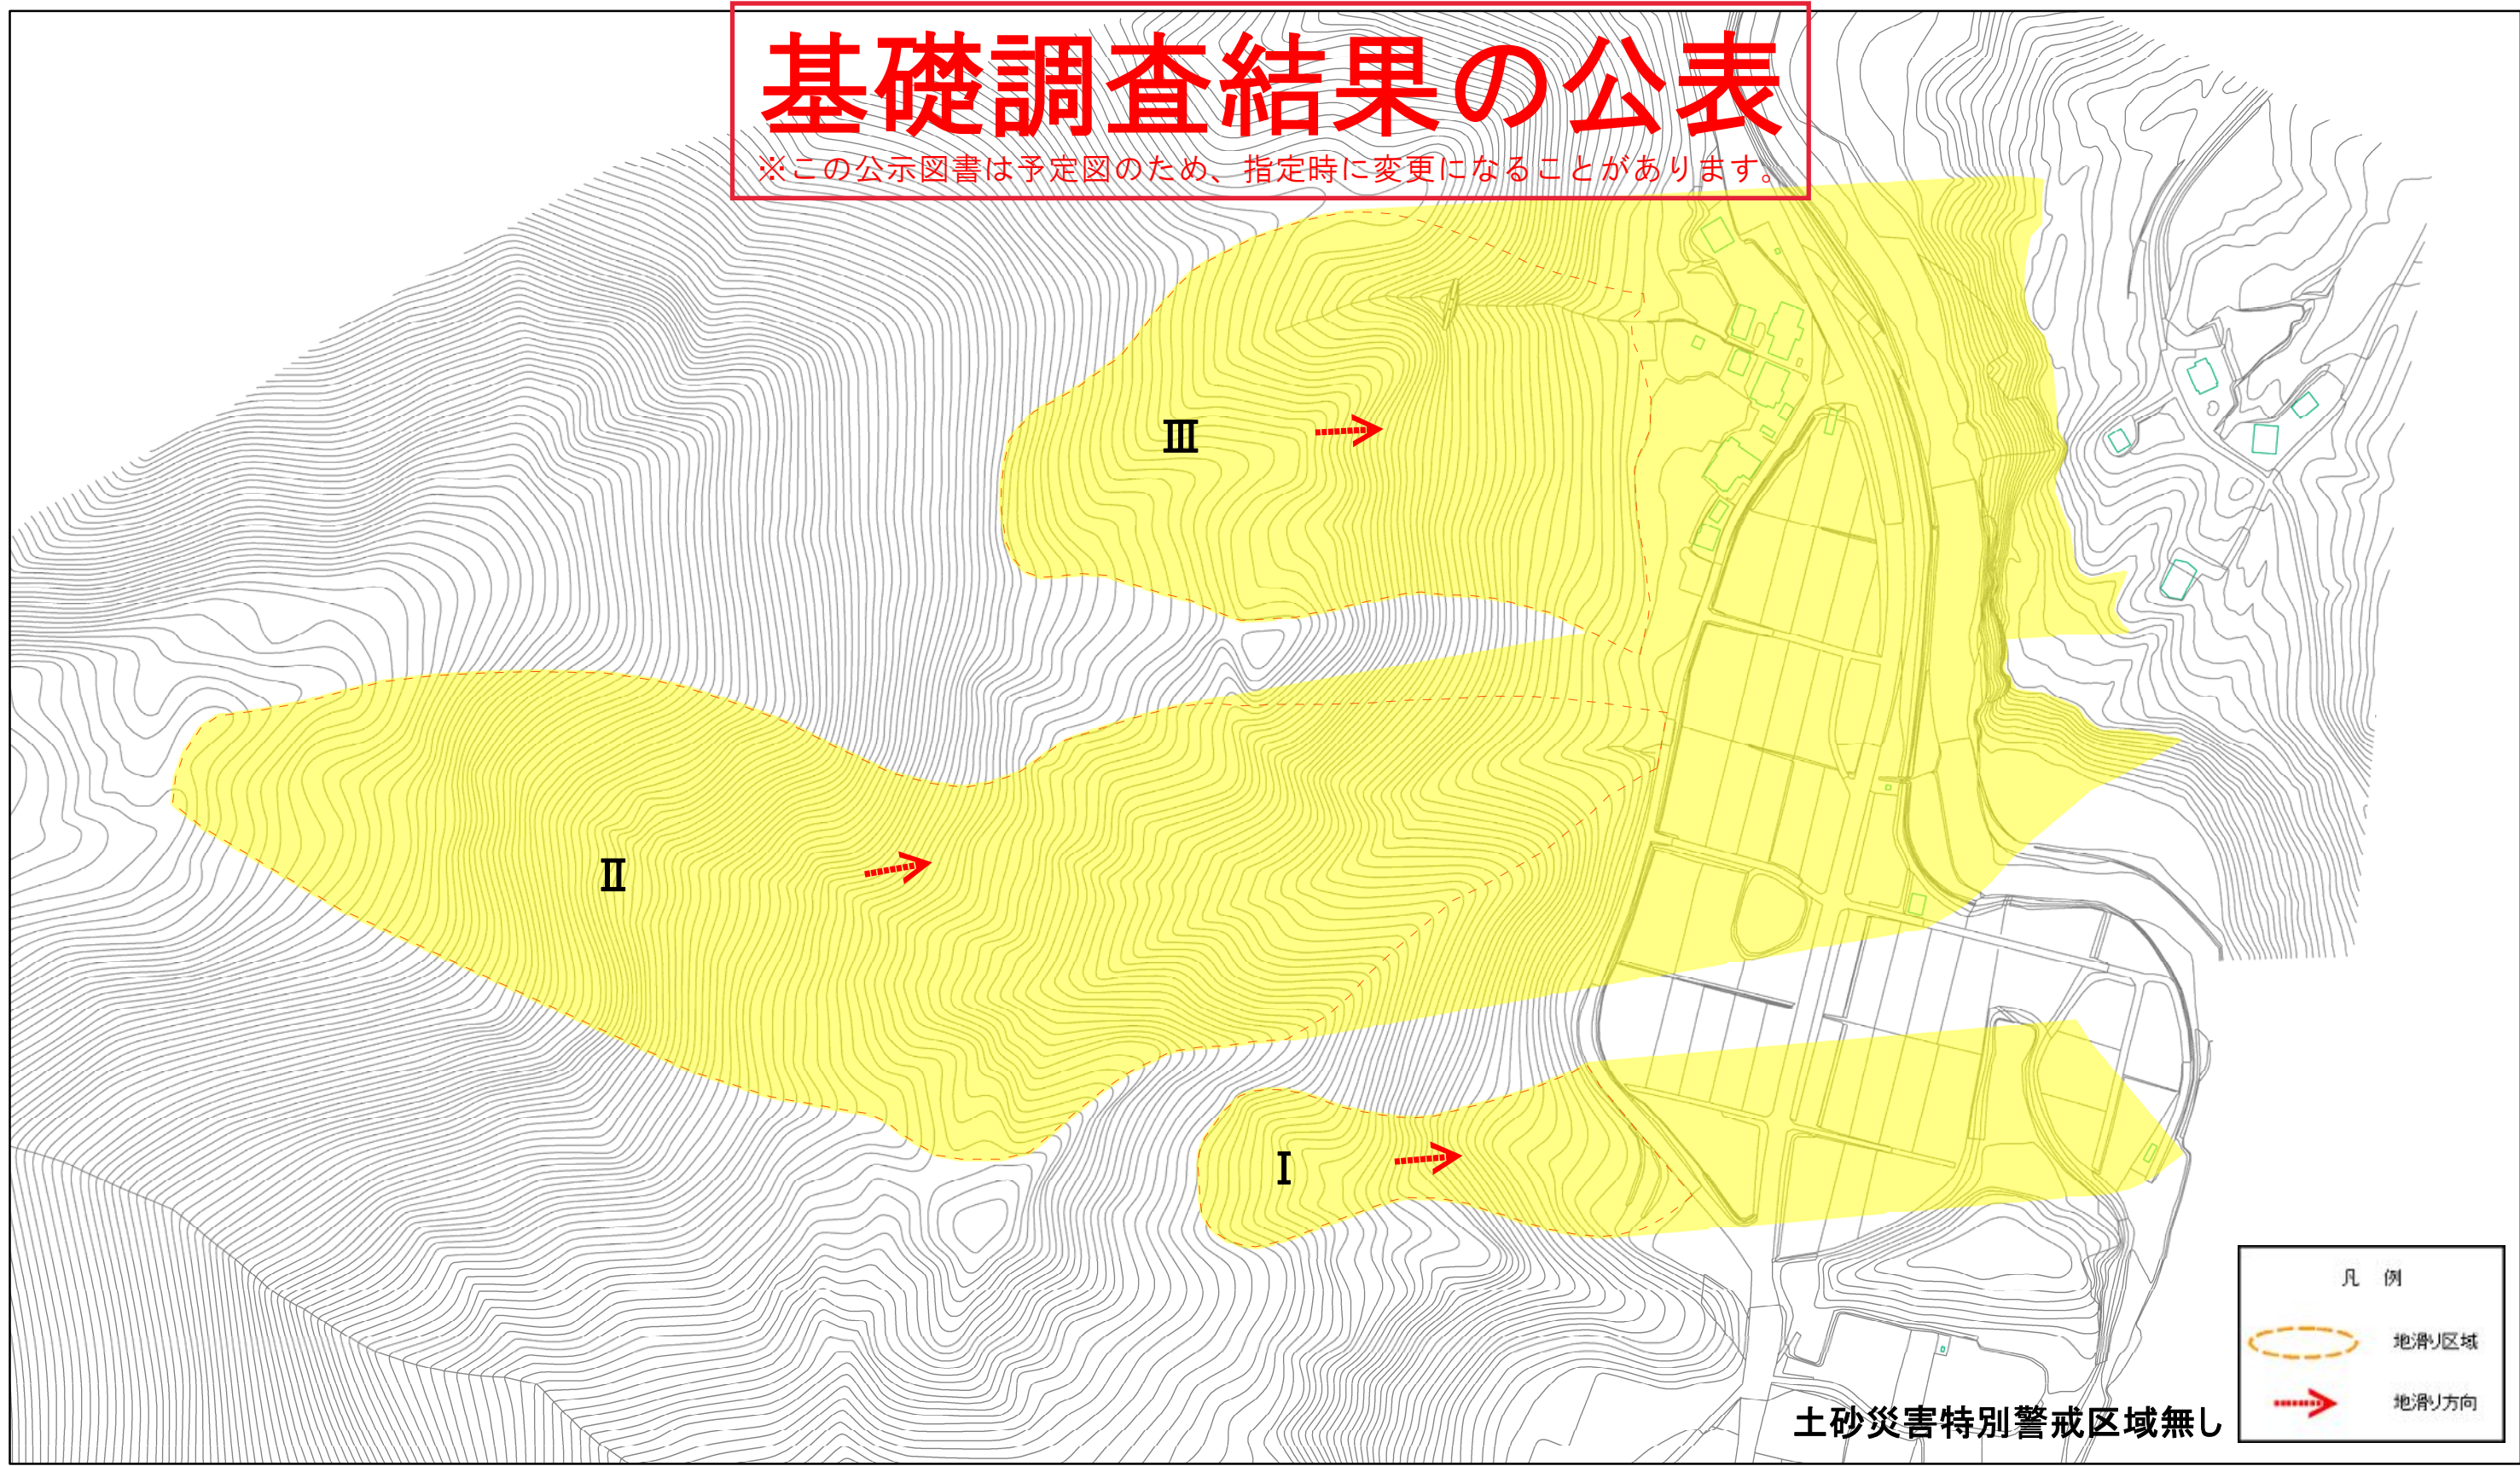 基礎調査結果の公表
※この公示図書は予定図のため、指定時に変更になることがあります。
Ⅲ
Ⅱ
Ⅰ
凡 例
地滑り区域
地滑り方向
土砂災害特別警戒区域無し